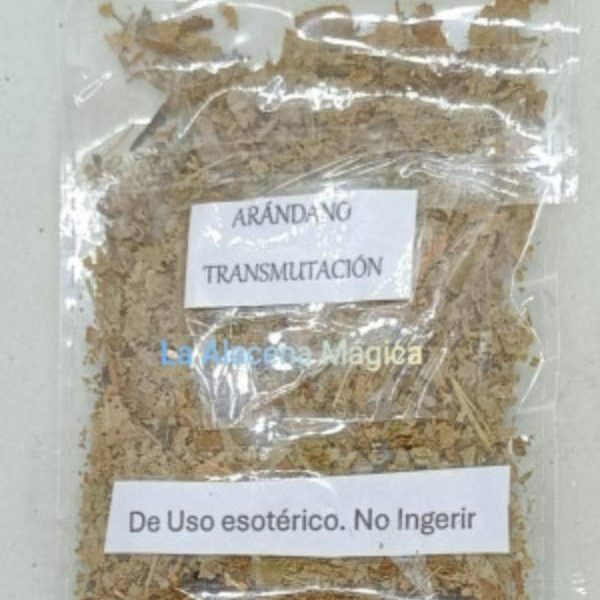 ARÁNDANO
TRANSMUTACIÓN
La Alacena Mágica
De Uso esotérico. No Ingerir